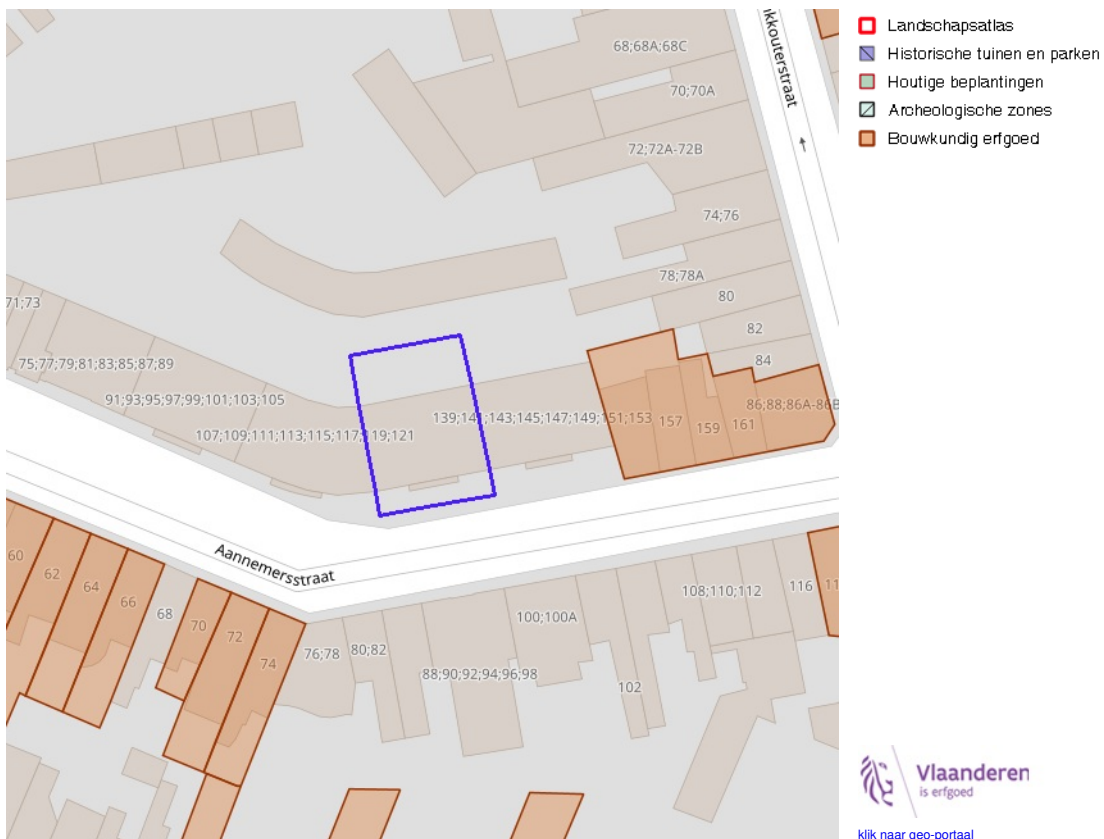 68;68A;68C
kkouterstraat
70;70A
72;72A-72B
74;76
78;78A
80
82
84
71;73
75;77;79;81;83;85;87;89
91;93;95;97;99;101;103;105
107;109;111;113;115;117;119;121
139;141;143;145;147;149;151;153
157
159
161
86;88;86A-86B
Aannemersstraat
60
62
64
66
68
70
72
74
76;78
80;82
88;90;92;94;96;98
100;100A
102
108;110;112
116
Landschapsatlas
Historische tuinen en parken
Houtige beplantingen
Archeologische zones
Bouwkundig erfgoed
Vlaanderen
is erfgoed
klik naar geo-portaal